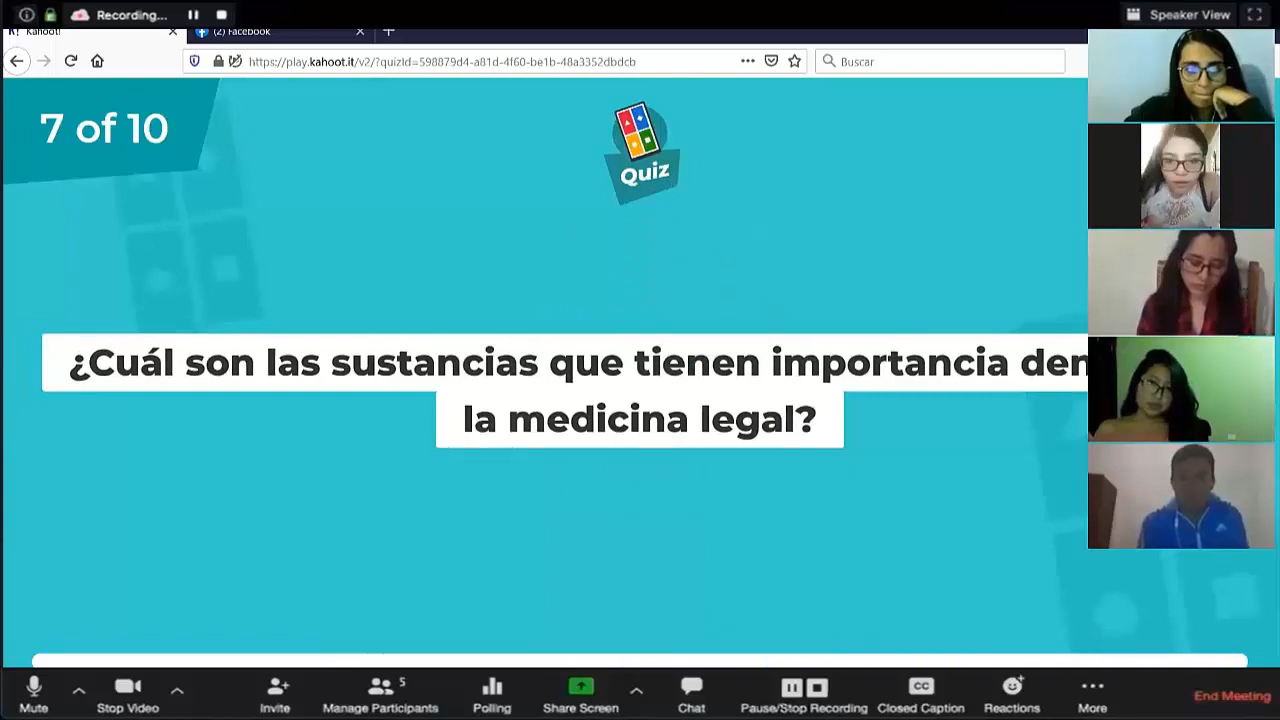 Recording...
Speaker View
Kahoot!
(2) Facebook
https://play.kahoot.it/v2/?quizId=598879d4-a81d-4f60-be1b-48a3352dbdcb
Buscar
7 of 10
Quiz
¿Cuál son las sustancias que tienen importancia den
la medicina legal?
5
Mute
Stop Video
Invite
Manage Participants
Polling
Share Screen
Chat
Pause/Stop Recording
CC
Closed Caption
Reactions
More
End Meeting